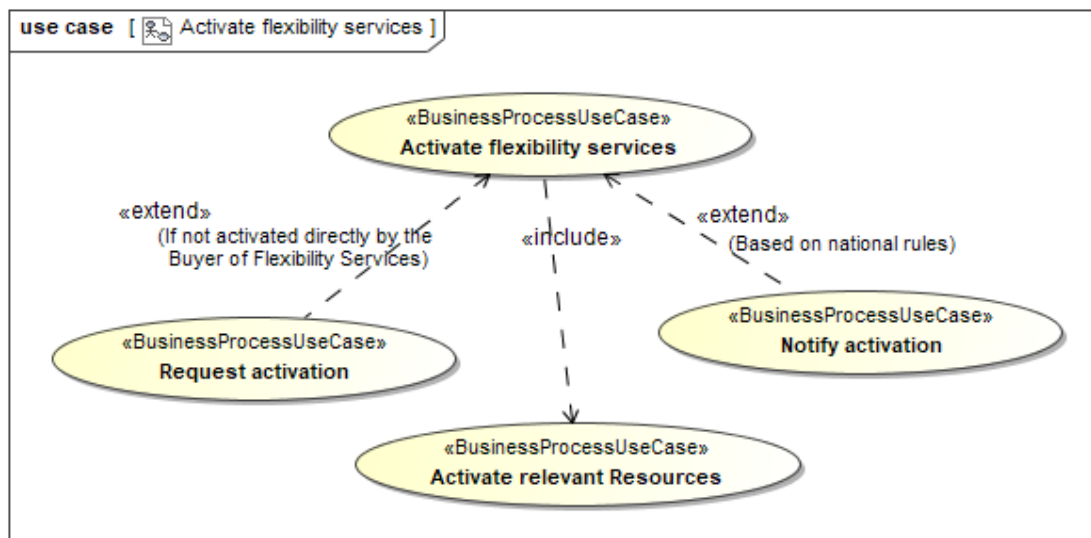 use case [ Activate flexibility services ]
«BusinessProcessUseCase»
Activate flexibility services
«extend»
(If not activated directly by the
Buyer of Flexibility Services)
«include»
«extend»
(Based on national rules)
«BusinessProcessUseCase»
Request activation
«BusinessProcessUseCase»
Notify activation
«BusinessProcessUseCase»
Activate relevant Resources